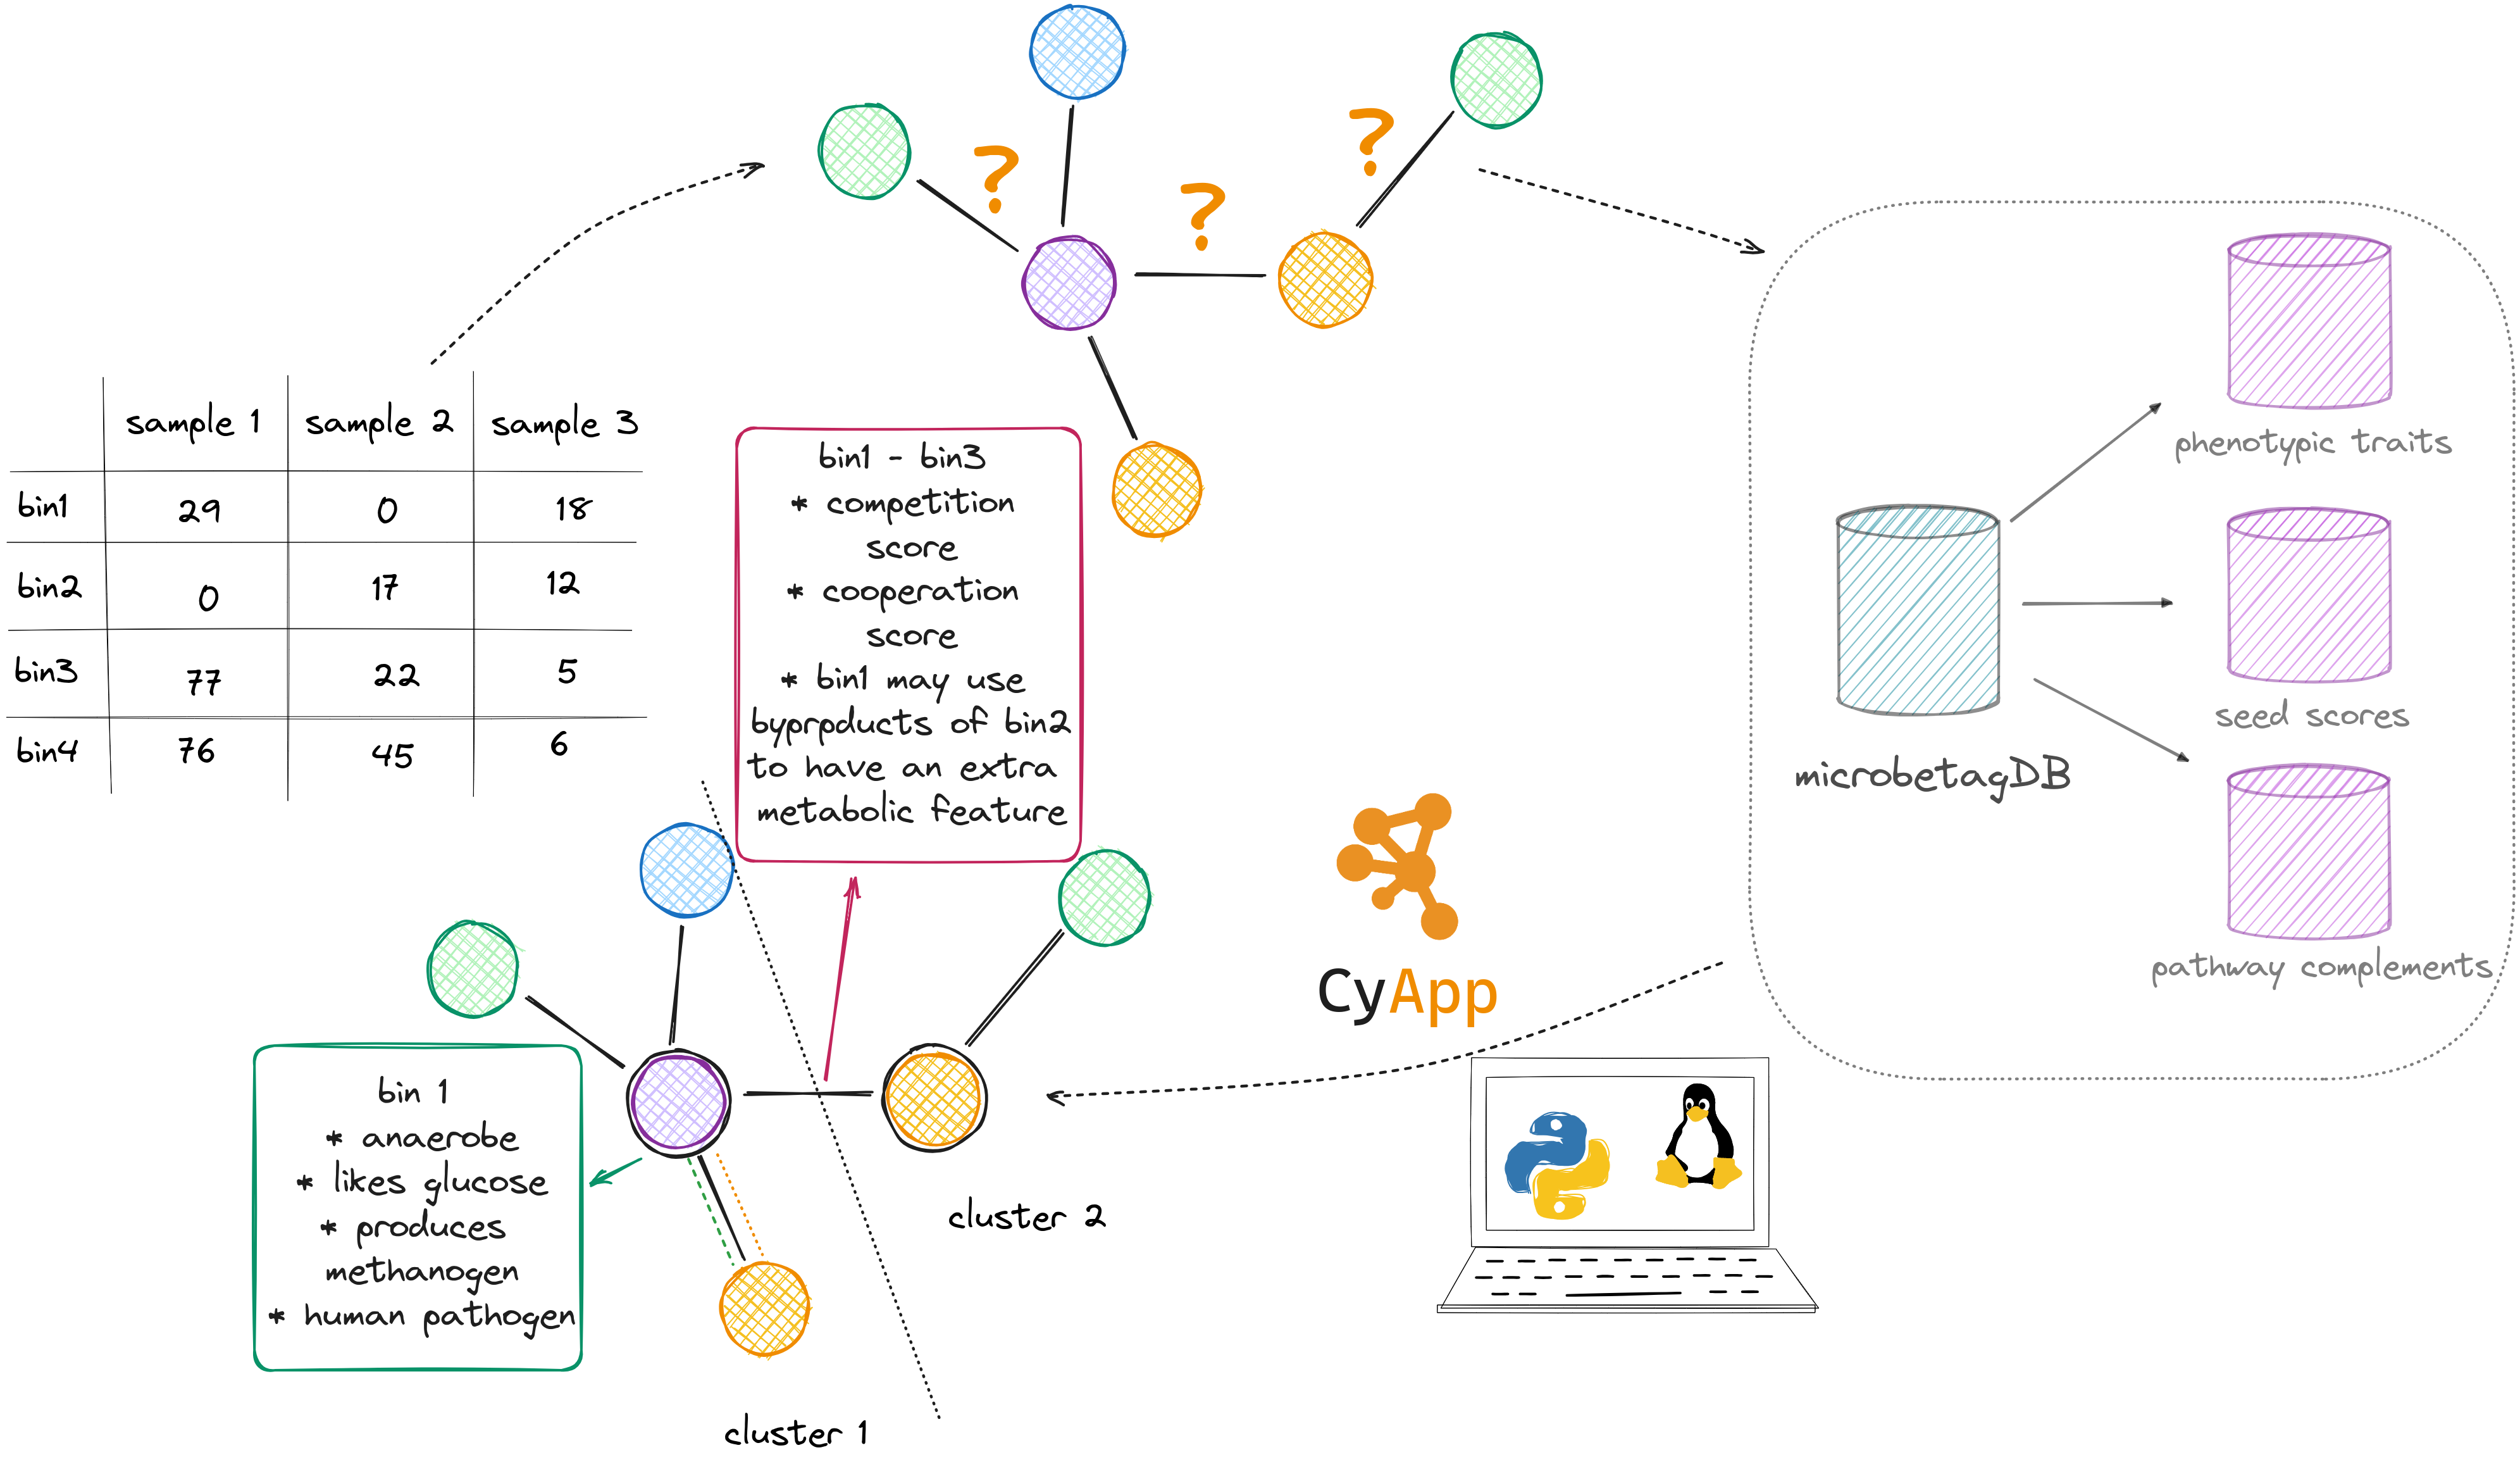 ?
?
?
sample 1 sample 2 sample 3
bin1 29 0 18
bin2 0 17 12
bin3 77 22 5
bin4 76 45 6
bin1 - bin3
* competition
score
* cooperation
score
* bin1 may use
byprpducts of bin2
to have an extra
metabolic feature
phenotypic traits
seed scores
microbetagDB
pathway complements
CyApp
bin 1
* anaerobe
* likes glucose
* produces
methanogen
* human pathogen
cluster 2
cluster 1